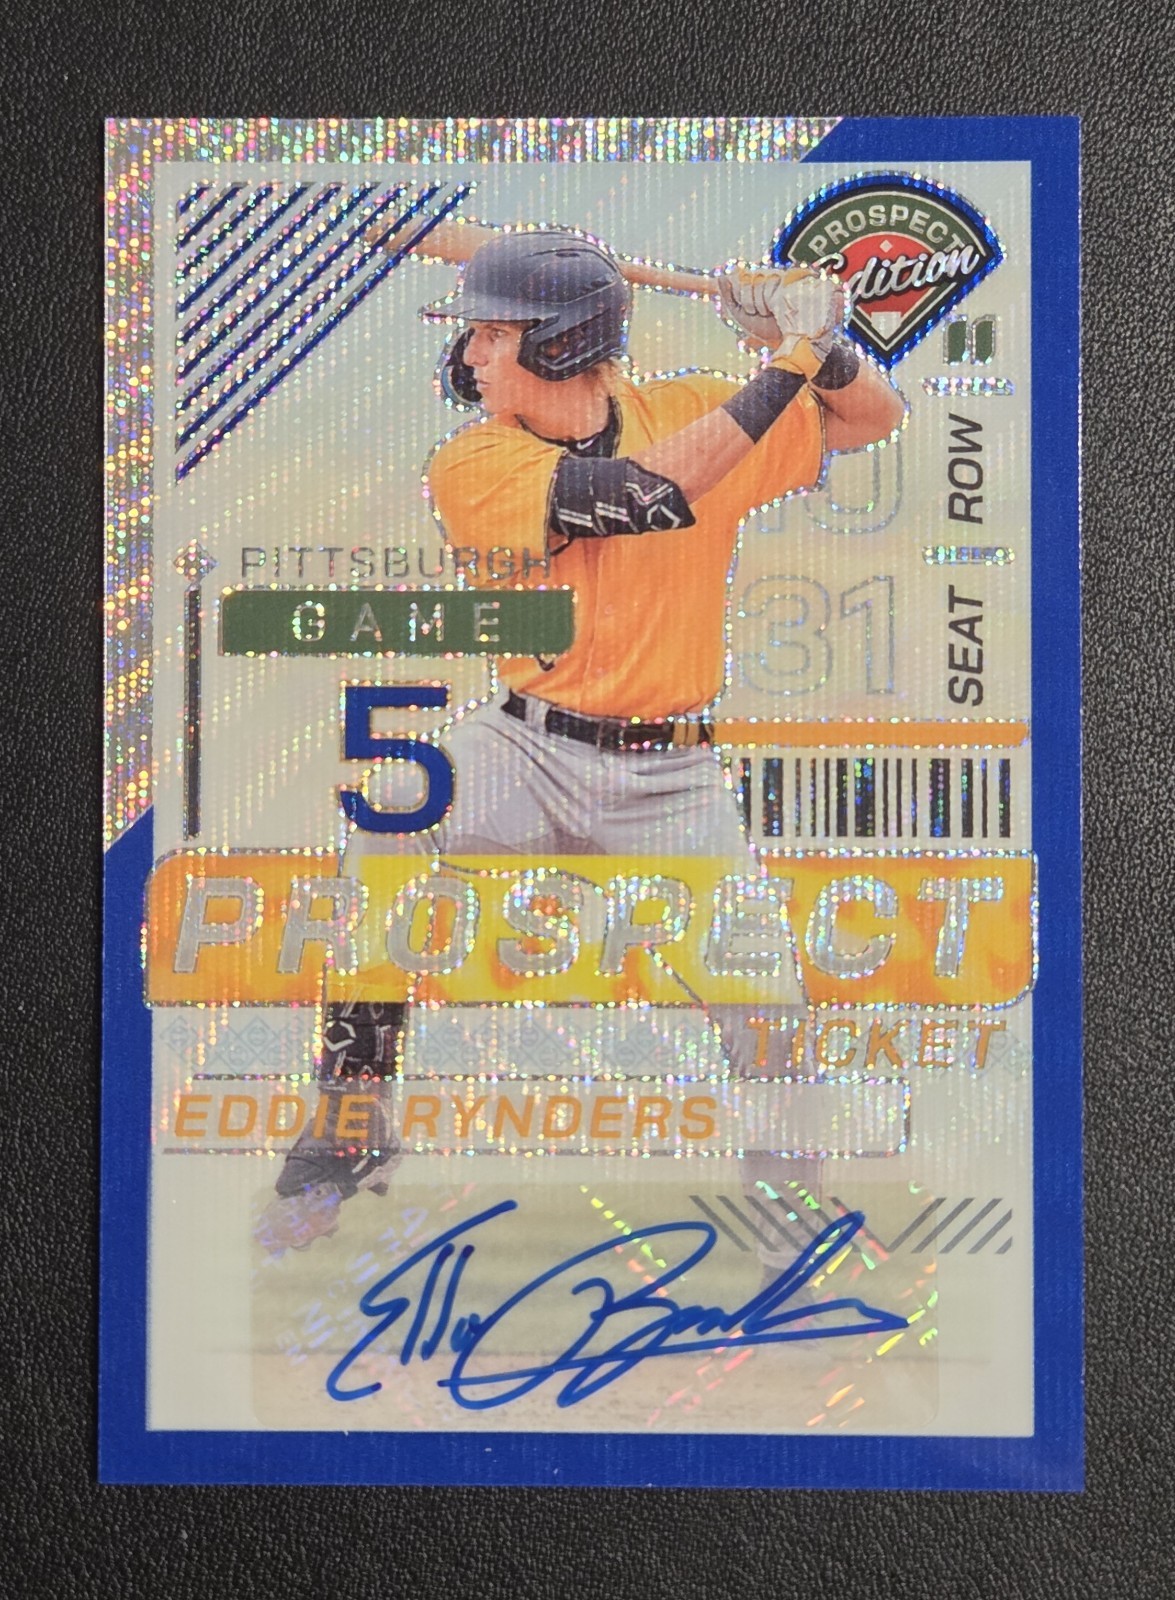 PROSPECT
Edition
ROW
PITTSBURGH
GAME
31
SEAT
5
PROSPECT
TICKET
EDDIE RYNDERS